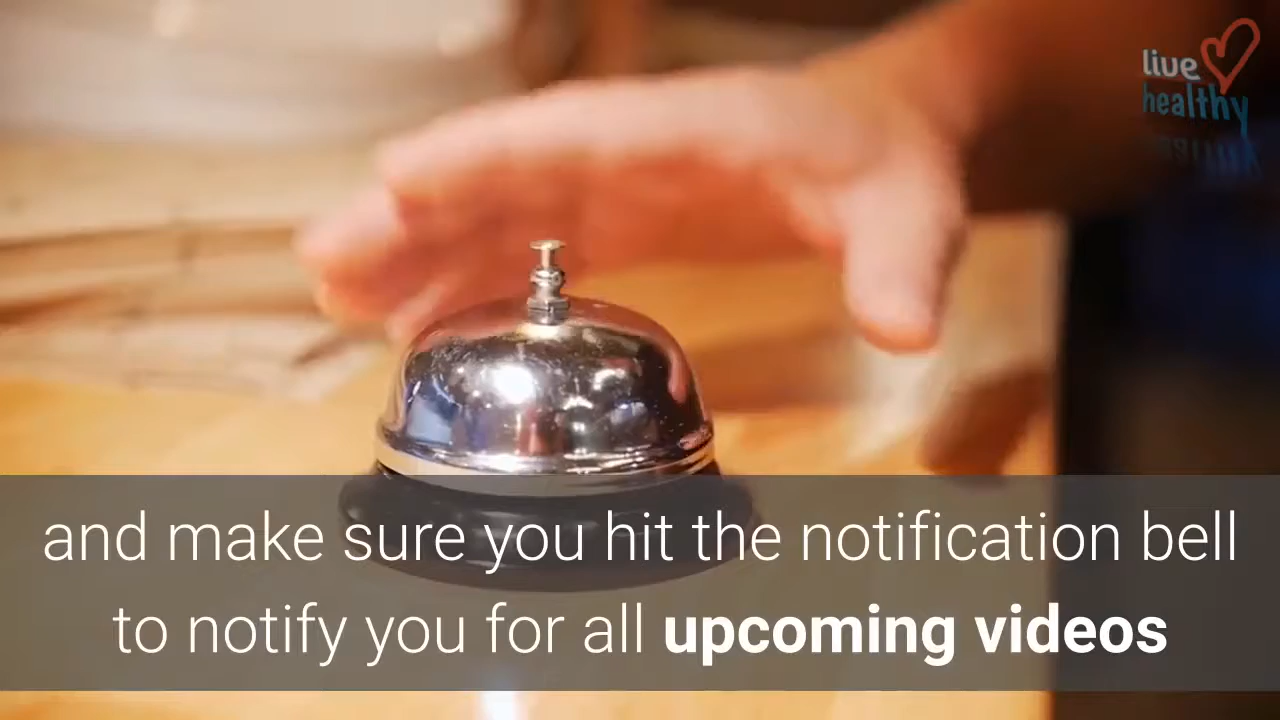 live
healthy
and make sure you hit the notification bell
to notify you for all upcoming videos